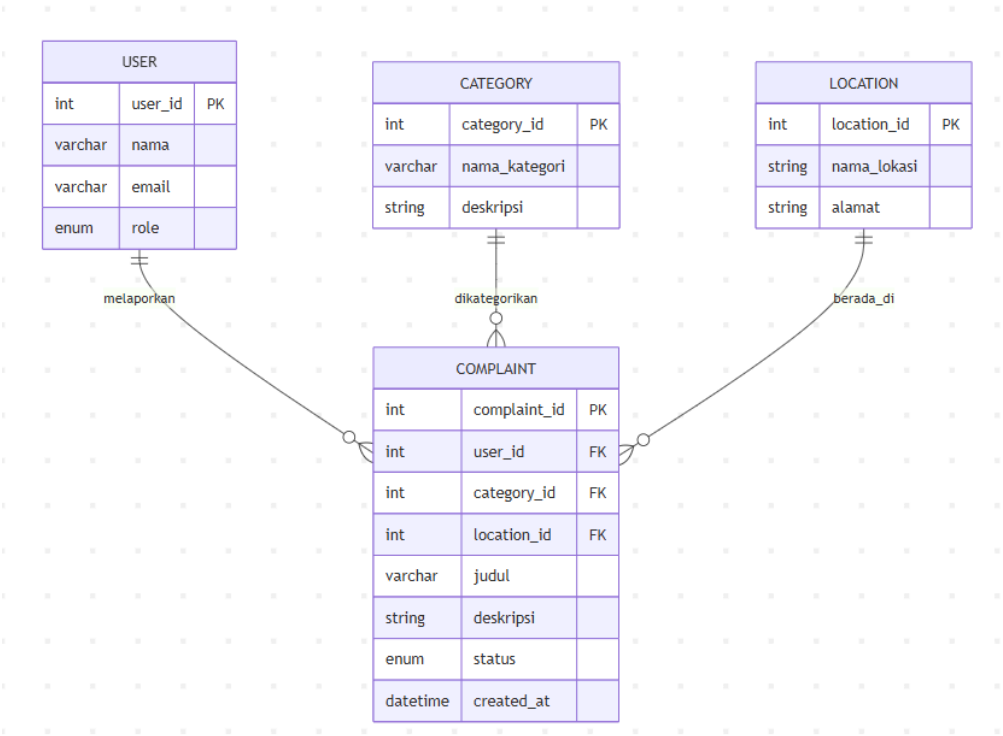 USER
int user_id PK
varchar nama
varchar email
enum role
CATEGORY
int category_id PK
varchar nama_kategori
string deskripsi
LOCATION
int location_id PK
string nama_lokasi
string alamat
melaporkan
dikategorikan
berada_di
COMPLAINT
int complaint_id PK
int user_id FK
int category_id FK
int location_id FK
varchar judul
string deskripsi
enum status
datetime created_at